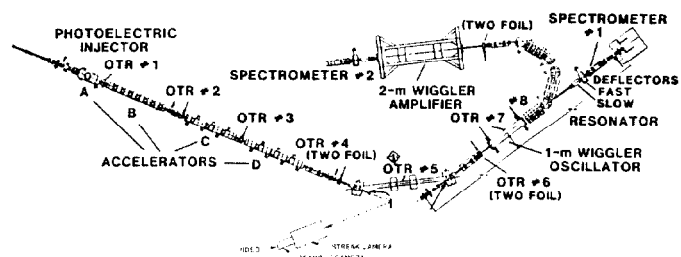 PHOTOELECTRIC
INJECTOR
OTR #1
A
B
OTR #2
OTR #3
C
ACCELERATORS
D
OTR #4
(TWO FOIL)
OTR #5
SPECTROMETER #2
2-m WIGGLER
AMPLIFIER
(TWO FOIL)
SPECTROMETER
#1
DEFLECTORS
FAST
SLOW
RESONATOR
#8
OTR #7
1-m WIGGLER
OSCILLATOR
OTR #6
(TWO FOIL)
STREAK CAMERA